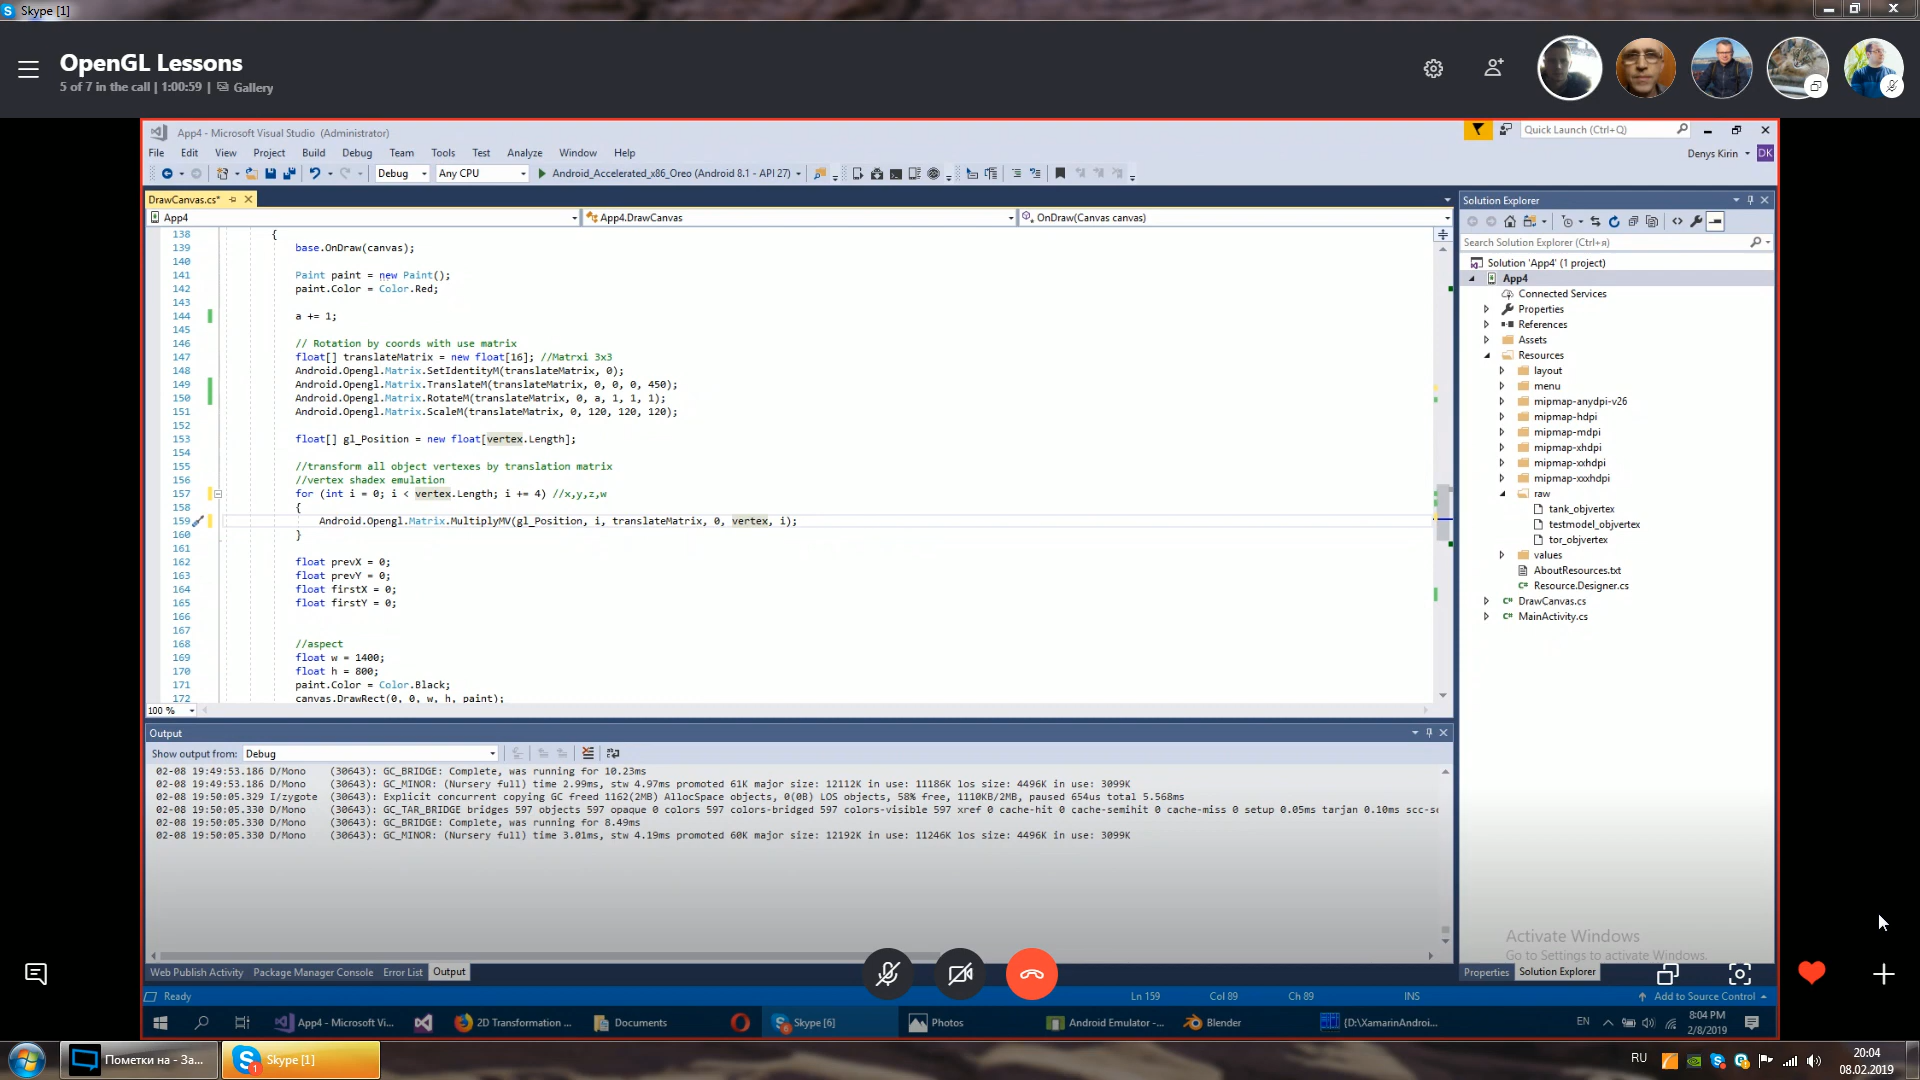 Skype [1]
OpenGL Lessons
5 of 7 in the call | 1:00:59 | Gallery
App4 - Microsoft Visual Studio (Administrator)
Quick Launch (Ctrl+Q)
File Edit View Project Build Debug Team Tools Test Analyze Window Help
Denys Kirin DK
Debug Any CPU Android_Accelerated_x86_Oreo (Android 8.1 - API 27)
DrawCanvas.cs*
App4 App4.DrawCanvas OnDraw(Canvas canvas)
138 {
139 base.OnDraw(canvas);
140
141 Paint paint = new Paint();
142 paint.Color = Color.Red;
143
144 a += 1;
145
146 // Rotation by coords with use matrix
147 float[] translateMatrix = new float[16]; //Matrxi 3x3
148 Android.Opengl.Matrix.SetIdentityM(translateMatrix, 0);
149 Android.Opengl.Matrix.TranslateM(translateMatrix, 0, 0, 0, 450);
150 Android.Opengl.Matrix.RotateM(translateMatrix, 0, a, 1, 1, 1);
151 Android.Opengl.Matrix.ScaleM(translateMatrix, 0, 120, 120, 120);
152
153 float[] gl_Position = new float[vertex.Length];
154
155 //transform all object vertexes by translation matrix
156 //vertex shadex emulation
157 for (int i = 0; i < vertex.Length; i += 4) //x,y,z,w
158 {
159 Android.Opengl.Matrix.MultiplyMV(gl_Position, i, translateMatrix, 0, vertex, i);
160 }
161
162 float prevX = 0;
163 float prevY = 0;
164 float firstX = 0;
165 float firstY = 0;
166
167
168 //aspect
169 float w = 1400;
170 float h = 800;
171 paint.Color = Color.Black;
172 canvas.DrawRect(0, 0, w, h, paint);
100 %
Solution Explorer
Search Solution Explorer (Ctrl+я)
Solution 'App4' (1 project)
App4
Connected Services
Properties
References
Assets
Resources
layout
menu
mipmap-anydpi-v26
mipmap-hdpi
mipmap-mdpi
mipmap-xhdpi
mipmap-xxhdpi
mipmap-xxxhdpi
raw
tank_objvertex
testmodel_objvertex
tor_objvertex
values
AboutResources.txt
Resource.Designer.cs
DrawCanvas.cs
MainActivity.cs
Output
Show output from: Debug
02-08 19:49:53.186 D/Mono (30643): GC_BRIDGE: Complete, was running for 10.23ms
02-08 19:49:53.186 D/Mono (30643): GC_MINOR: (Nursery full) time 2.99ms, stw 4.97ms promoted 61K major size: 12112K in use: 11186K los size: 4496K in use: 3099K
02-08 19:50:05.329 I/zygote (30643): Explicit concurrent copying GC freed 1162(2MB) AllocSpace objects, 0(0B) LOS objects, 58% free, 1110KB/2MB, paused 654us total 5.568ms
02-08 19:50:05.330 D/Mono (30643): GC_TAR_BRIDGE bridges 597 objects 597 opaque 0 colors 597 colors-bridged 597 colors-visible 597 xref 0 cache-hit 0 cache-semihit 0 cache-miss 0 setup 0.05ms tarjan 0.10ms scc-s
02-08 19:50:05.330 D/Mono (30643): GC_BRIDGE: Complete, was running for 8.49ms
02-08 19:50:05.330 D/Mono (30643): GC_MINOR: (Nursery full) time 3.01ms, stw 4.19ms promoted 60K major size: 12192K in use: 11246K los size: 4496K in use: 3099K
Activate Windows
Go to Settings to activate Windows.
Web Publish Activity Package Manager Console Error List Output
Properties Solution Explorer
Ready Ln 159 Col 89 Ch 89 INS Add to Source Control
App4 - Microsoft Vi... 2D Transformation ... Documents Skype [6] Photos Android Emulator -... Blender {D:\XamarinAndroi...
EN 8:04 PM
2/8/2019
Пометки на - За... Skype [1]
RU 20:04
08.02.2019